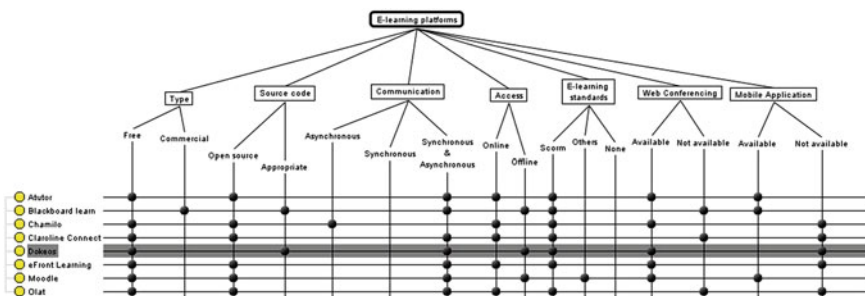 E-learning platforms
Type
Source code
Communication
Access
E-learning
standards
Web Conferencing
Mobile Application
Free
Commercial
Open source
Appropriate
Asynchronous
Synchronous
Synchronous
&
Asynchronous
Online
Offline
Scorm
Others
None
Available
Not available
Available
Not available
Atutor
Blackboard learn
Chamilo
Claroline Connect
Dokeos
eFront Learning
Moodle
Olat